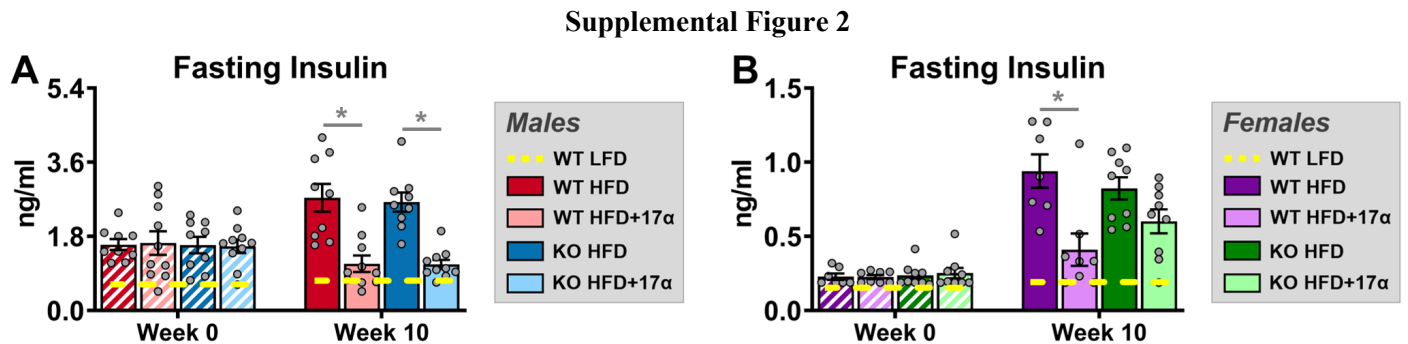 Supplemental Figure 2
A
Fasting Insulin
ng/ml
5.4
3.6
1.8
0.0
*
*
Week 0
Week 10
Males
WT LFD
WT HFD
WT HFD+17α
KO HFD
KO HFD+17α
B
Fasting Insulin
ng/ml
1.5
1.0
0.5
0.0
*
Week 0
Week 10
Females
WT LFD
WT HFD
WT HFD+17α
KO HFD
KO HFD+17α